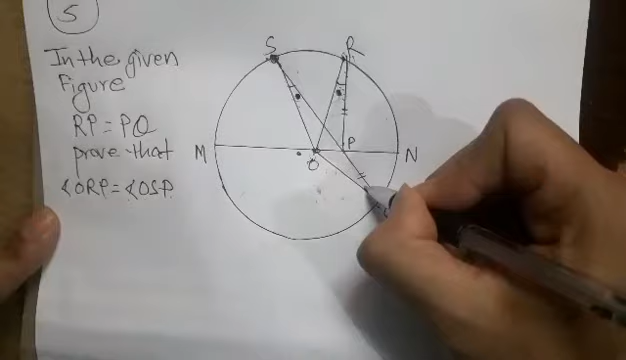 5
In the given
Figure
RP = PQ
prove that
∢ORP = ∢OSP
S
R
M
O
P
N